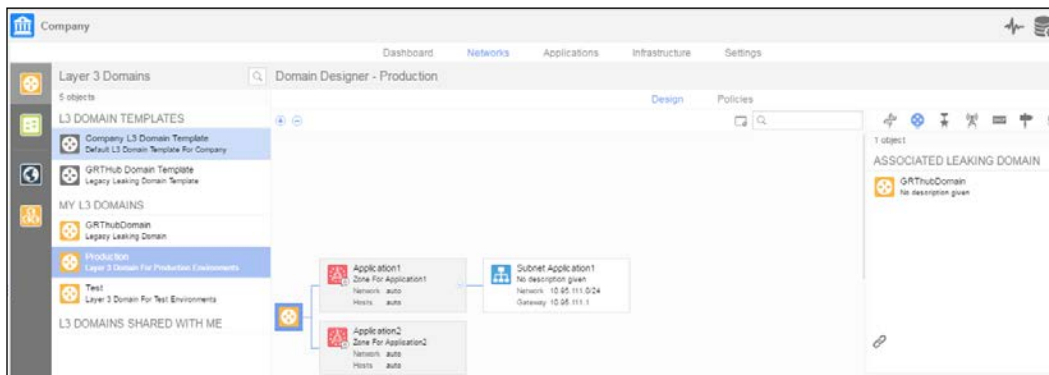 Company
Dashboard Networks Applications Infrastructure Settings
Layer 3 Domains
5 objects
L3 DOMAIN TEMPLATES
Company L3 Domain Template
Default L3 Domain Template For Company
GRTHub Domain Template
Legacy Leaking Domain Template
MY L3 DOMAINS
GRThubDomain
Legacy Leaking Domain
Production
Layer 3 Domain For Production Environments
Test
Layer 3 Domain For Test Environments
L3 DOMAINS SHARED WITH ME
Domain Designer - Production
Design Policies
Application1
Zone For Application1
Network auto
Hosts auto
Subnet Application1
No description given
Network 10.95.111.0/24
Gateway 10.95.111.1
Application2
Zone For Application2
Network auto
Hosts auto
1 object
ASSOCIATED LEAKING DOMAIN
GRThubDomain
No description given